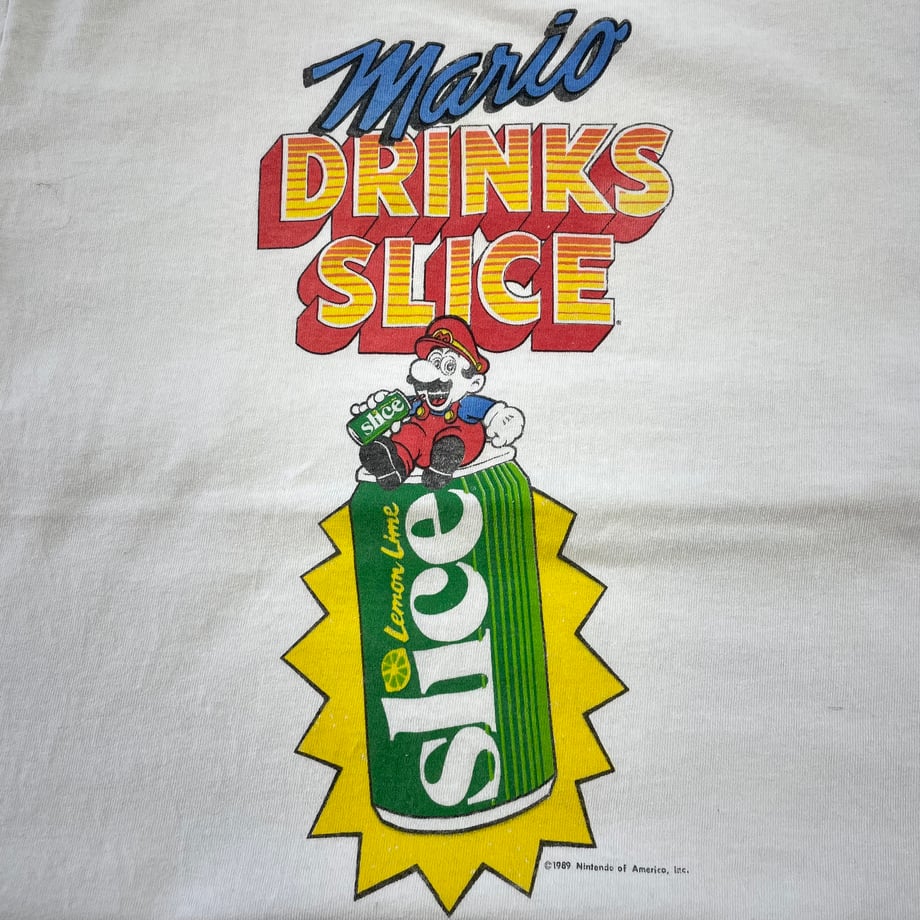 Mario
DRINKS
SLICE
slice
Lemon Lime
slice
©1989 Nintendo of America, Inc.